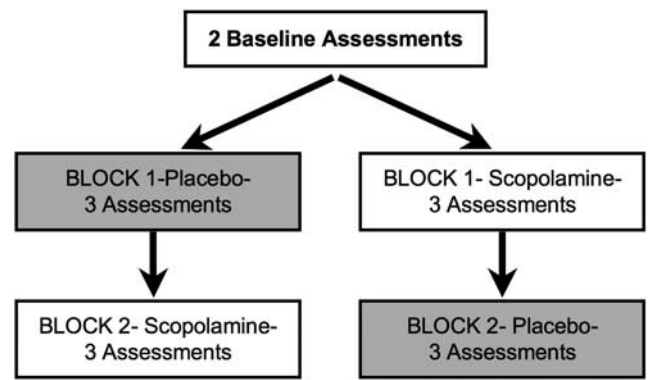 2 Baseline Assessments
BLOCK 1-Placebo-
3 Assessments
BLOCK 1- Scopolamine-
3 Assessments
BLOCK 2- Scopolamine-
3 Assessments
BLOCK 2- Placebo-
3 Assessments